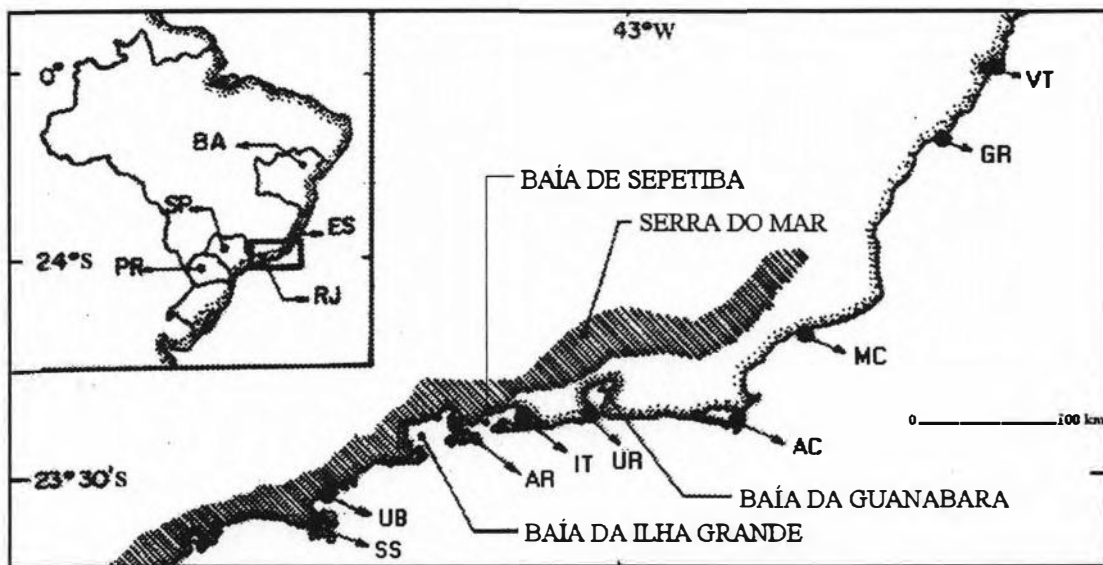 43°W
0°
VT
BA
GR
BAÍA DE SEPETIBA
SP
SERRA DO MAR
ES
24°S
PR
RJ
MC
0 100 km
AC
IT
UR
AR
23°30'S
BAÍA DA GUANABARA
UB
BAÍA DA ILHA GRANDE
SS